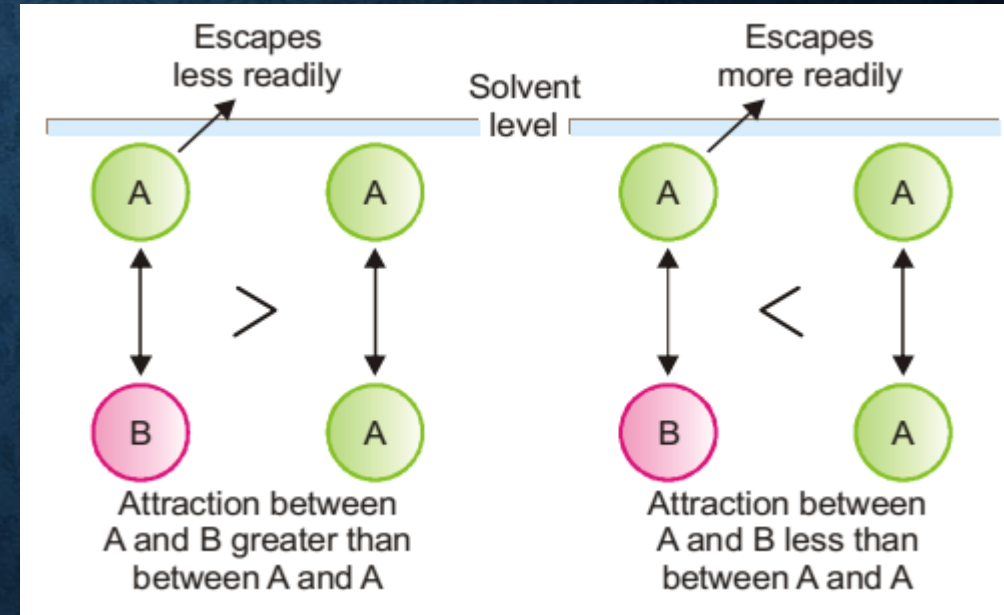 Escapes
less readily
Escapes
more readily
Solvent
level
A
A
A
A
>
<
B
A
B
A
Attraction between
A and B greater than
between A and A
Attraction between
A and B less than
between A and A